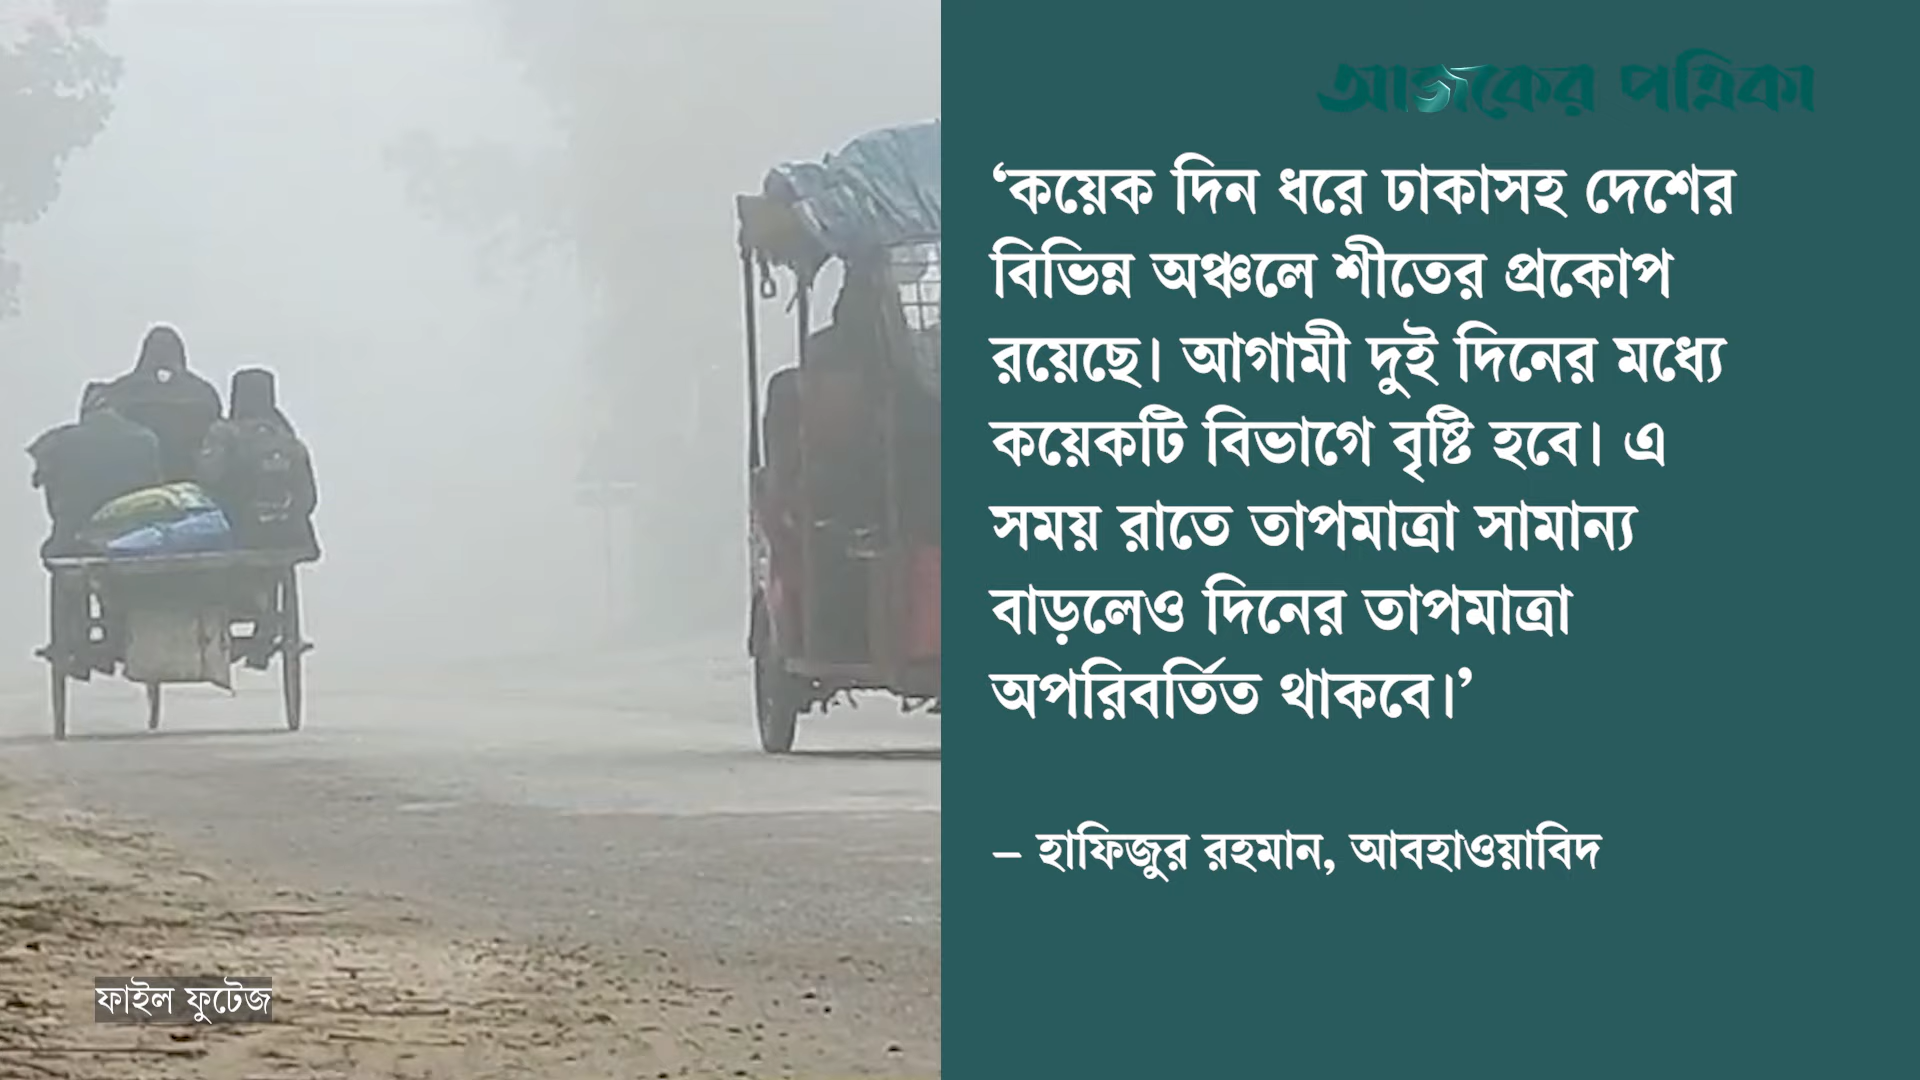 আজকের পত্রিকা
‘কয়েক দিন ধরে ঢাকাসহ দেশের
বিভিন্ন অঞ্চলে শীতের প্রকোপ
রয়েছে। আগামী দুই দিনের মধ্যে
কয়েকটি বিভাগে বৃষ্টি হবে। এ
সময় রাতে তাপমাত্রা সামান্য
বাড়লেও দিনের তাপমাত্রা
অপরিবর্তিত থাকবে।’
– হাফিজুর রহমান, আবহাওয়াবিদ
ফাইল ফুটেজ